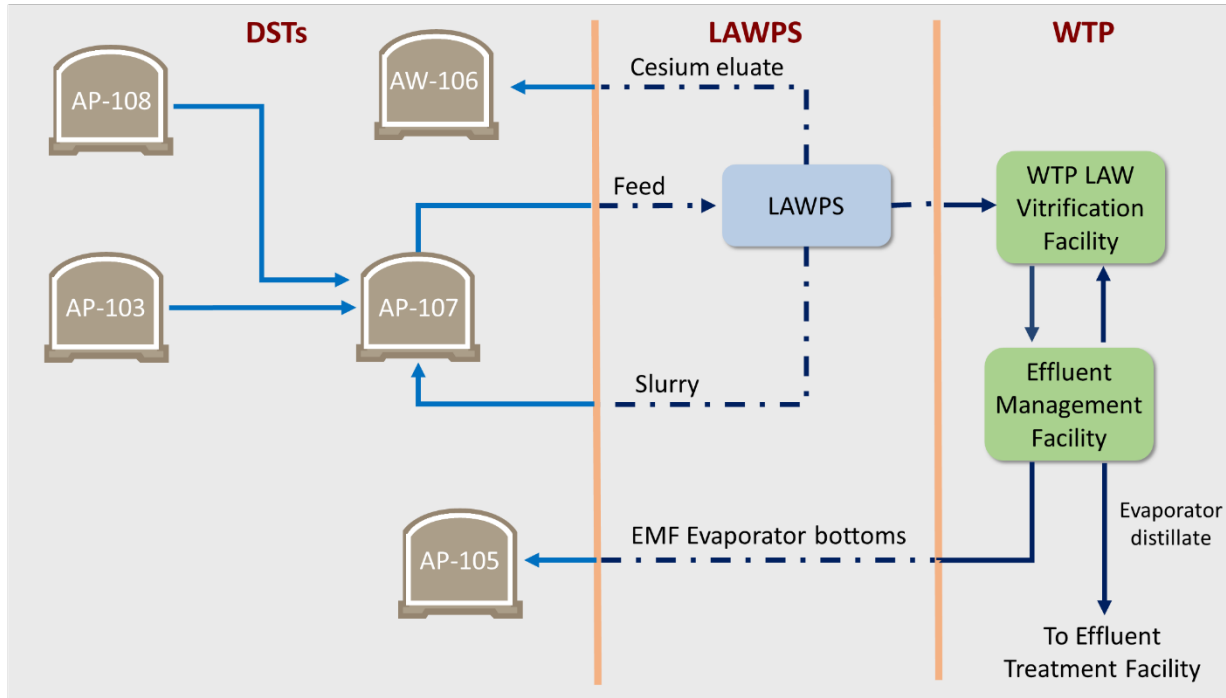 DSTs
LAWPS
WTP
AP-108
AW-106
Cesium eluate
Feed
LAWPS
WTP LAW
Vitrification
Facility
AP-103
AP-107
Slurry
Effluent
Management
Facility
AP-105
EMF Evaporator bottoms
Evaporator
distillate
To Effluent
Treatment Facility